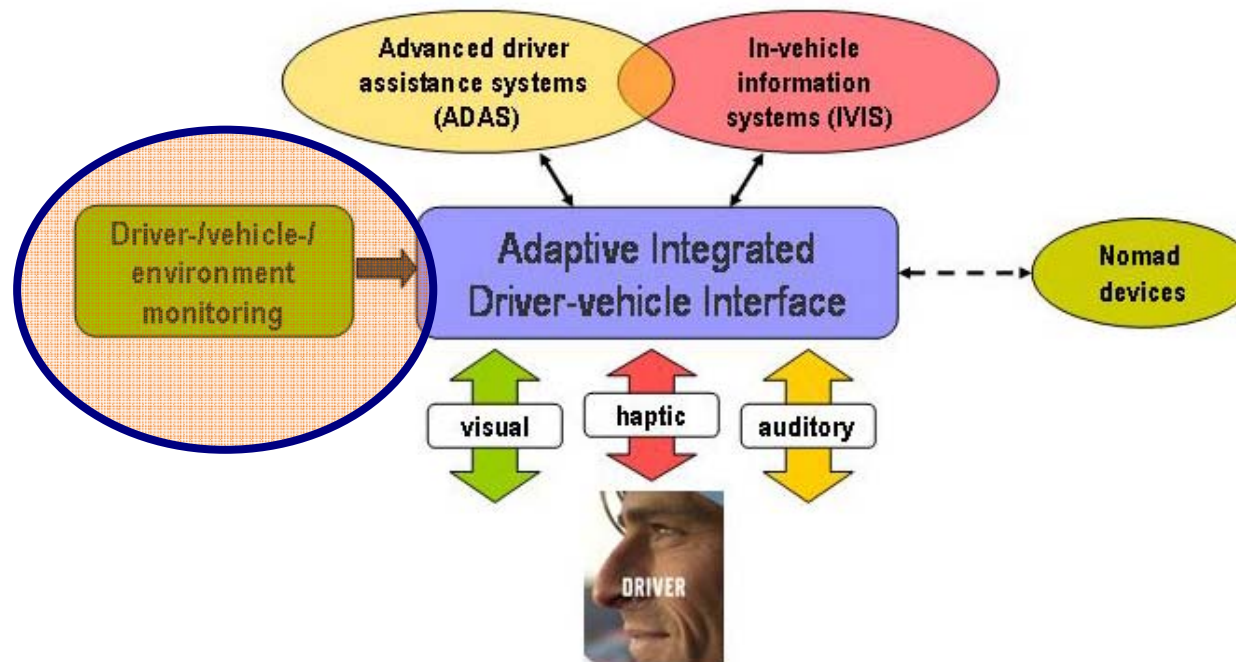 Advanced driver
assistance systems
(ADAS)
In-vehicle
information
systems (IVIS)
Driver-/vehicle-/
environment
monitoring
Adaptive Integrated
Driver-vehicle Interface
Nomad
devices
visual
haptic
auditory
DRIVER